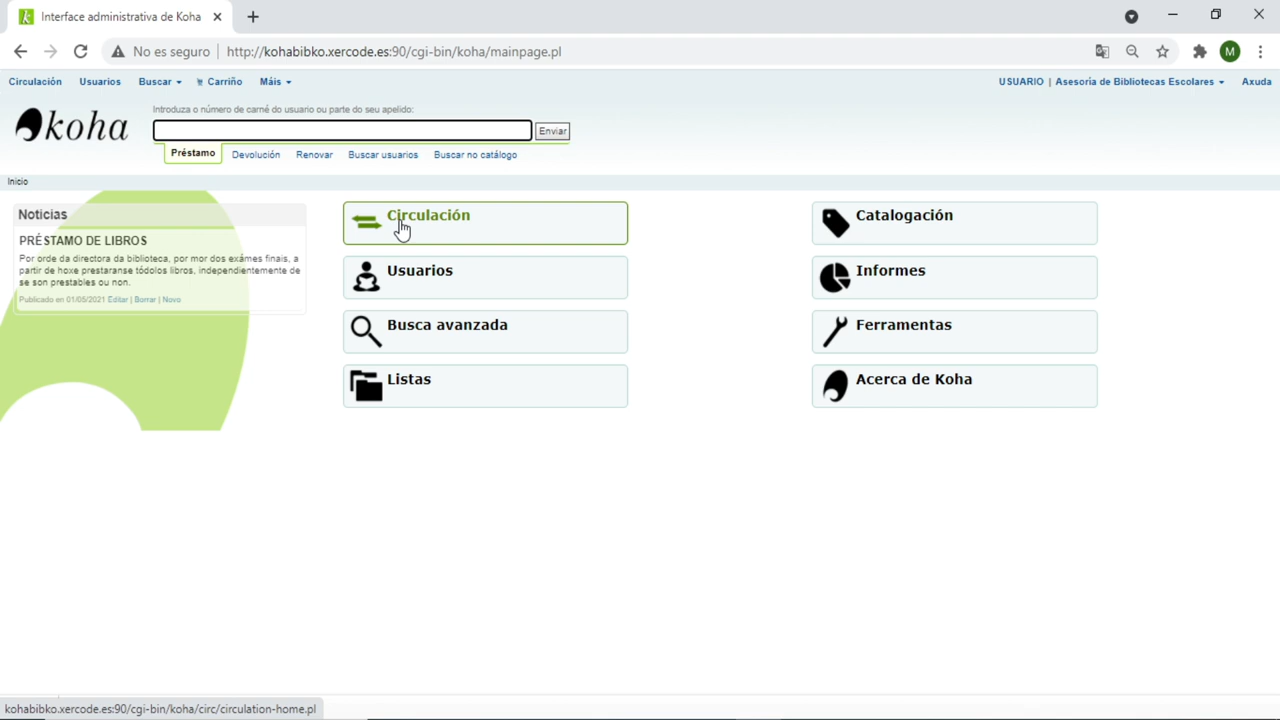 Interface administrativa de Koha
No es seguro http://kohabibko.xercode.es:90/cgi-bin/koha/mainpage.pl
M
Circulación Usuarios Buscar Carriño Máis USUARIO | Asesoría de Bibliotecas Escolares Axuda
koha
Introduza o número de carné do usuario ou parte do seu apelido:
Enviar
Préstamo Devolución Renovar Buscar usuarios Buscar no catálogo
Inicio
Noticias
PRÉSTAMO DE LIBROS
Por orde da directora da biblioteca, por mor dos exámes finais, a
partir de hoxe prestaranse tódolos libros, independientemente de
se son prestables ou non.
Publicado en 01/05/2021 Editar | Borrar | Novo
Circulación
Usuarios
Busca avanzada
Listas
Catalogación
Informes
Ferramentas
Acerca de Koha
kohabibko.xercode.es:90/cgi-bin/koha/circ/circulation-home.pl